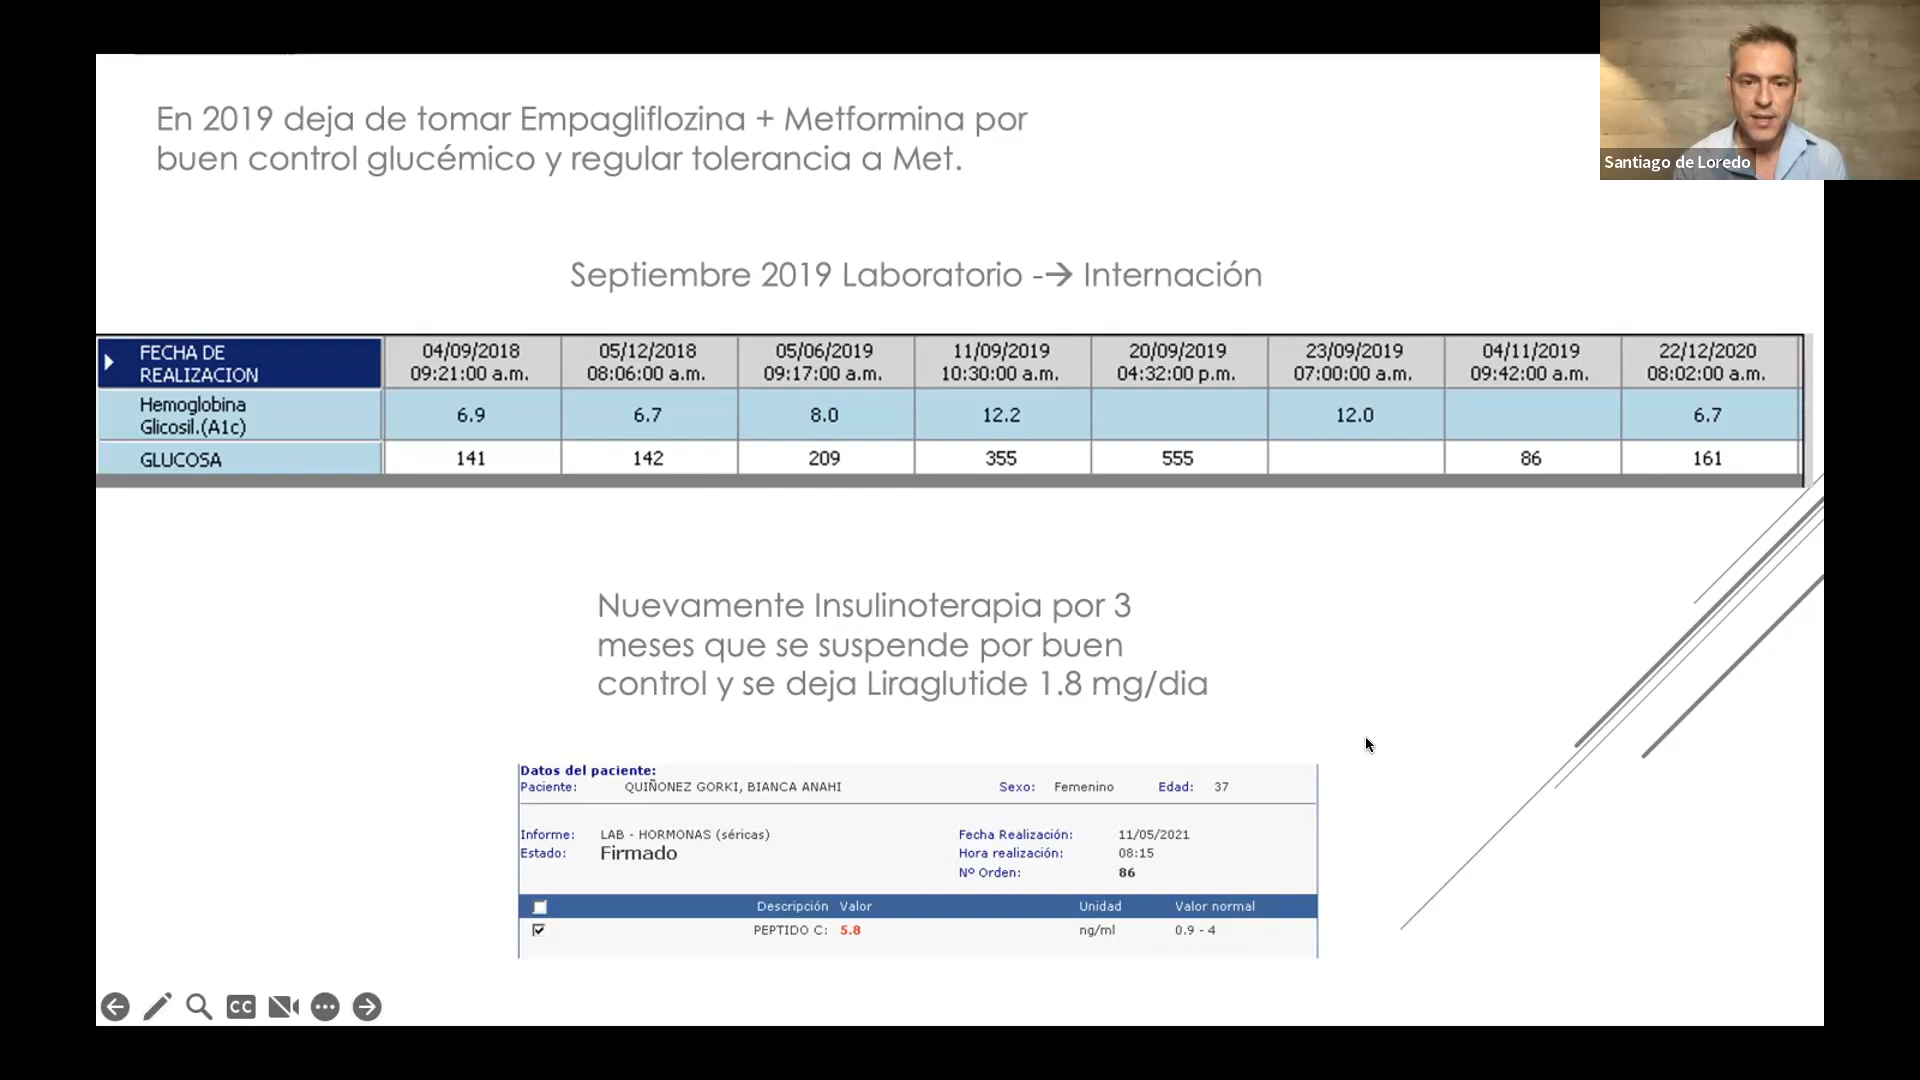 Santiago de Loredo
En 2019 deja de tomar Empagliflozina + Metformina por
buen control glucémico y regular tolerancia a Met.
Septiembre 2019 Laboratorio -→ Internación
FECHA DE REALIZACION 04/09/2018 09:21:00 a.m. 05/12/2018 08:06:00 a.m. 05/06/2019 09:17:00 a.m. 11/09/2019 10:30:00 a.m. 20/09/2019 04:32:00 p.m. 23/09/2019 07:00:00 a.m. 04/11/2019 09:42:00 a.m. 22/12/2020 08:02:00 a.m.
Hemoglobina Glicosil.(A1c) 6.9 6.7 8.0 12.2 12.0 6.7
GLUCOSA 141 142 209 355 555 86 161
Nuevamente Insulinoterapia por 3
meses que se suspende por buen
control y se deja Liraglutide 1.8 mg/dia
Datos del paciente:
Paciente: QUIÑONEZ GORKI, BIANCA ANAHI Sexo: Femenino Edad: 37
Informe: LAB - HORMONAS (séricas) Fecha Realización: 11/05/2021
Estado: Firmado Hora realización: 08:15
Nº Orden: 86
Descripción Valor Unidad Valor normal
PEPTIDO C: 5.8 ng/ml 0.9 - 4
CC